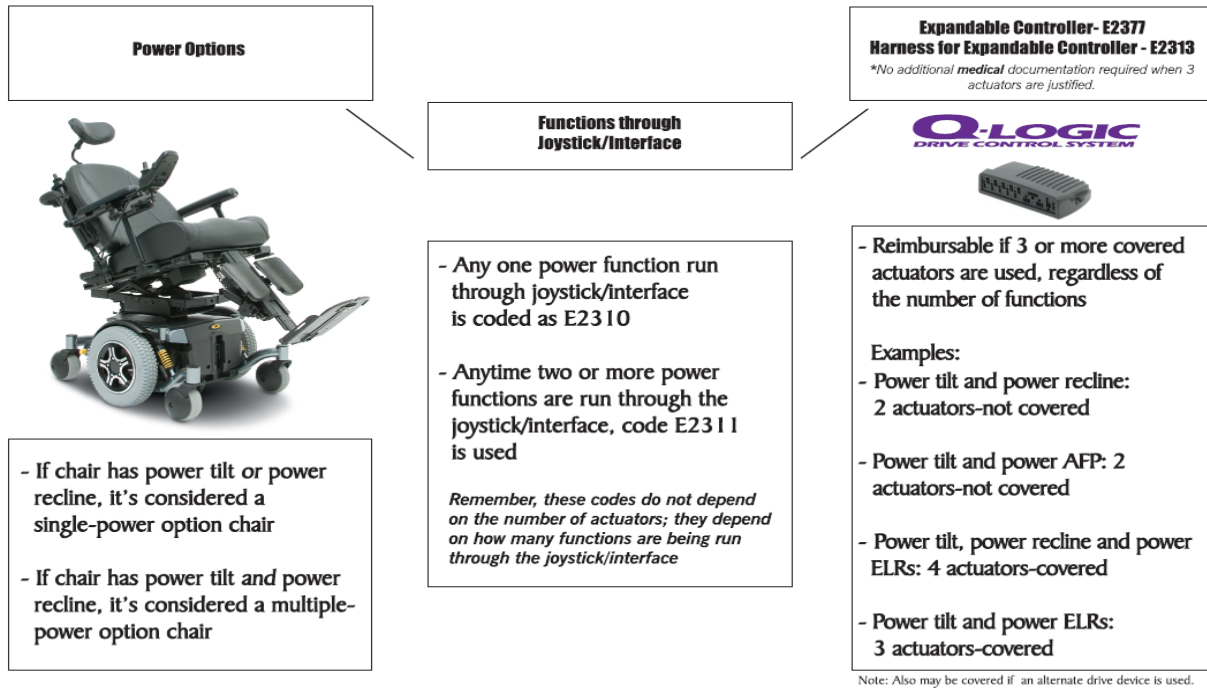 Power Options
Functions through
Joystick/Interface
Expandable Controller- E2377
Harness for Expandable Controller - E2313
*No additional medical documentation required when 3
actuators are justified.
Q-LOGIC
DRIVE CONTROL SYSTEM
- If chair has power tilt or power
recline, it's considered a
single-power option chair
- If chair has power tilt and power
recline, it's considered a multiple-
power option chair
- Any one power function run
through joystick/interface
is coded as E2310
- Anytime two or more power
functions are run through the
joystick/interface, code E2311
is used
Remember, these codes do not depend
on the number of actuators; they depend
on how many functions are being run
through the joystick/interface
- Reimbursable if 3 or more covered
actuators are used, regardless of
the number of functions
Examples:
- Power tilt and power recline:
2 actuators-not covered
- Power tilt and power AFP: 2
actuators-not covered
- Power tilt, power recline and power
ELRs: 4 actuators-covered
- Power tilt and power ELRs:
3 actuators-covered
Note: Also may be covered if an alternate drive device is used.